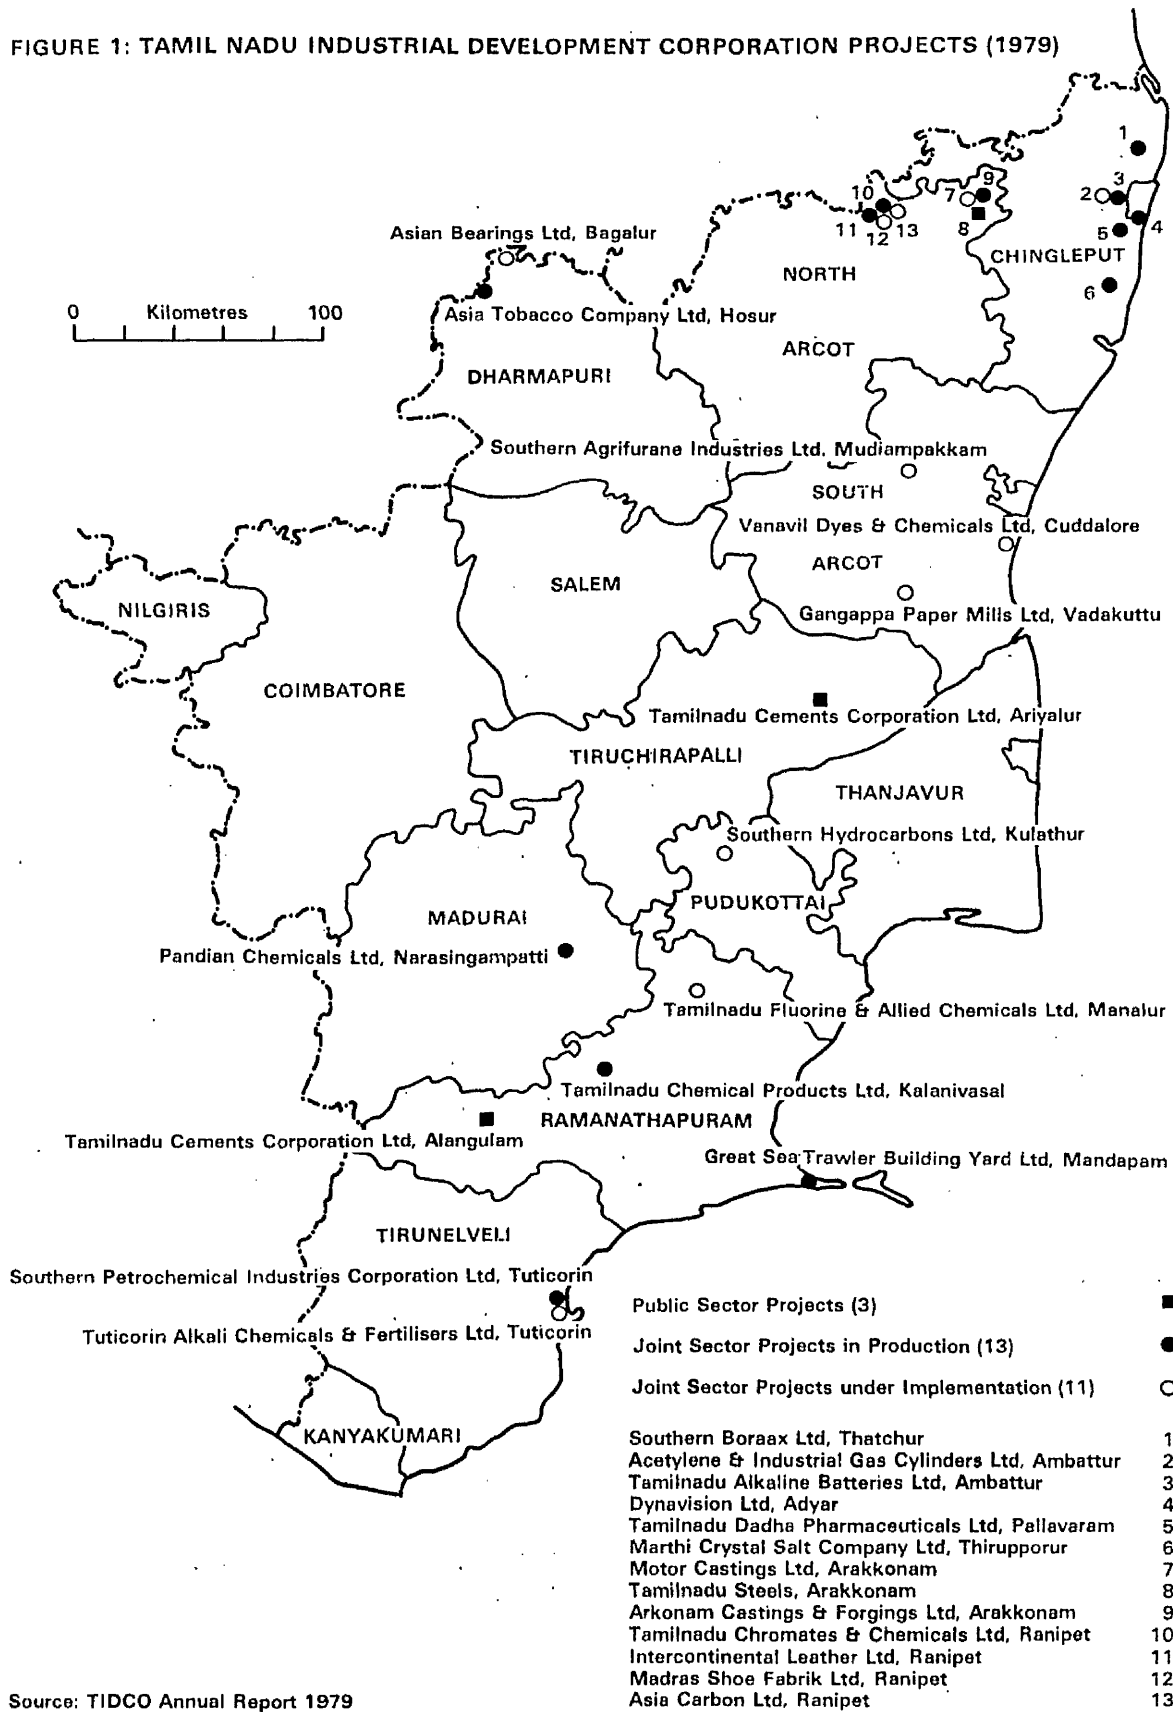 FIGURE 1: TAMIL NADU INDUSTRIAL DEVELOPMENT CORPORATION PROJECTS (1979)
1
2
3
4
5
6
7
8
9
10
11
12
13
CHINGLEPUT
Asian Bearings Ltd, Bagalur
NORTH
0 Kilometres 100
Asia Tobacco Company Ltd, Hosur
ARCOT
DHARMAPURI
Southern Agrifurane Industries Ltd, Mudiampakkam
SOUTH
Vanavil Dyes & Chemicals Ltd, Cuddalore
ARCOT
SALEM
NILGIRIS
Gangappa Paper Mills Ltd, Vadakuttu
COIMBATORE
Tamilnadu Cements Corporation Ltd, Ariyalur
TIRUCHIRAPALLI
THANJAVUR
Southern Hydrocarbons Ltd, Kulathur
PUDUKOTTAI
MADURAI
Pandian Chemicals Ltd, Narasingampatti
Tamilnadu Fluorine & Allied Chemicals Ltd, Manalur
Tamilnadu Chemical Products Ltd, Kalanivasal
RAMANATHAPURAM
Tamilnadu Cements Corporation Ltd, Alangulam
Great Sea Trawler Building Yard Ltd, Mandapam
TIRUNELVELI
Southern Petrochemical Industries Corporation Ltd, Tuticorin
Tuticorin Alkali Chemicals & Fertilisers Ltd, Tuticorin
KANYAKUMARI
Public Sector Projects (3)
Joint Sector Projects in Production (13)
Joint Sector Projects under Implementation (11)
Southern Boraax Ltd, Thatchur 1
Acetylene & Industrial Gas Cylinders Ltd, Ambattur 2
Tamilnadu Alkaline Batteries Ltd, Ambattur 3
Dynavision Ltd, Adyar 4
Tamilnadu Dadha Pharmaceuticals Ltd, Pallavaram 5
Marthi Crystal Salt Company Ltd, Thirupporur 6
Motor Castings Ltd, Arakkonam 7
Tamilnadu Steels, Arakkonam 8
Arkonam Castings & Forgings Ltd, Arakkonam 9
Tamilnadu Chromates & Chemicals Ltd, Ranipet 10
Intercontinental Leather Ltd, Ranipet 11
Madras Shoe Fabrik Ltd, Ranipet 12
Asia Carbon Ltd, Ranipet 13
Source: TIDCO Annual Report 1979